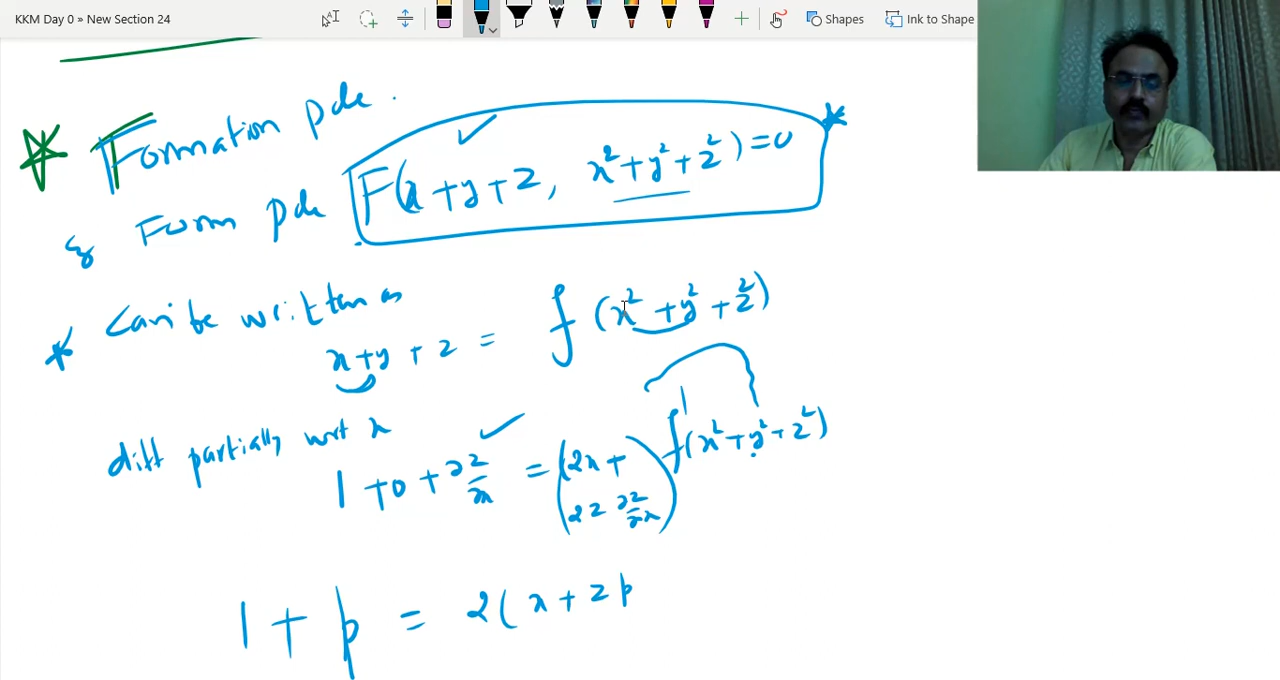 KKM Day 0 » New Section 24
Shapes
Ink to Shape
Formation pde.
Form pde F(x+y+z, x²+y²+z²)=0
Can be written as
x+y+z = f(x²+y²+z²)
diff partially wrt x
1+0+∂z/∂x = (2x+2z ∂z/∂x) f'(x²+y²+z²)
1+p = 2(x+zp